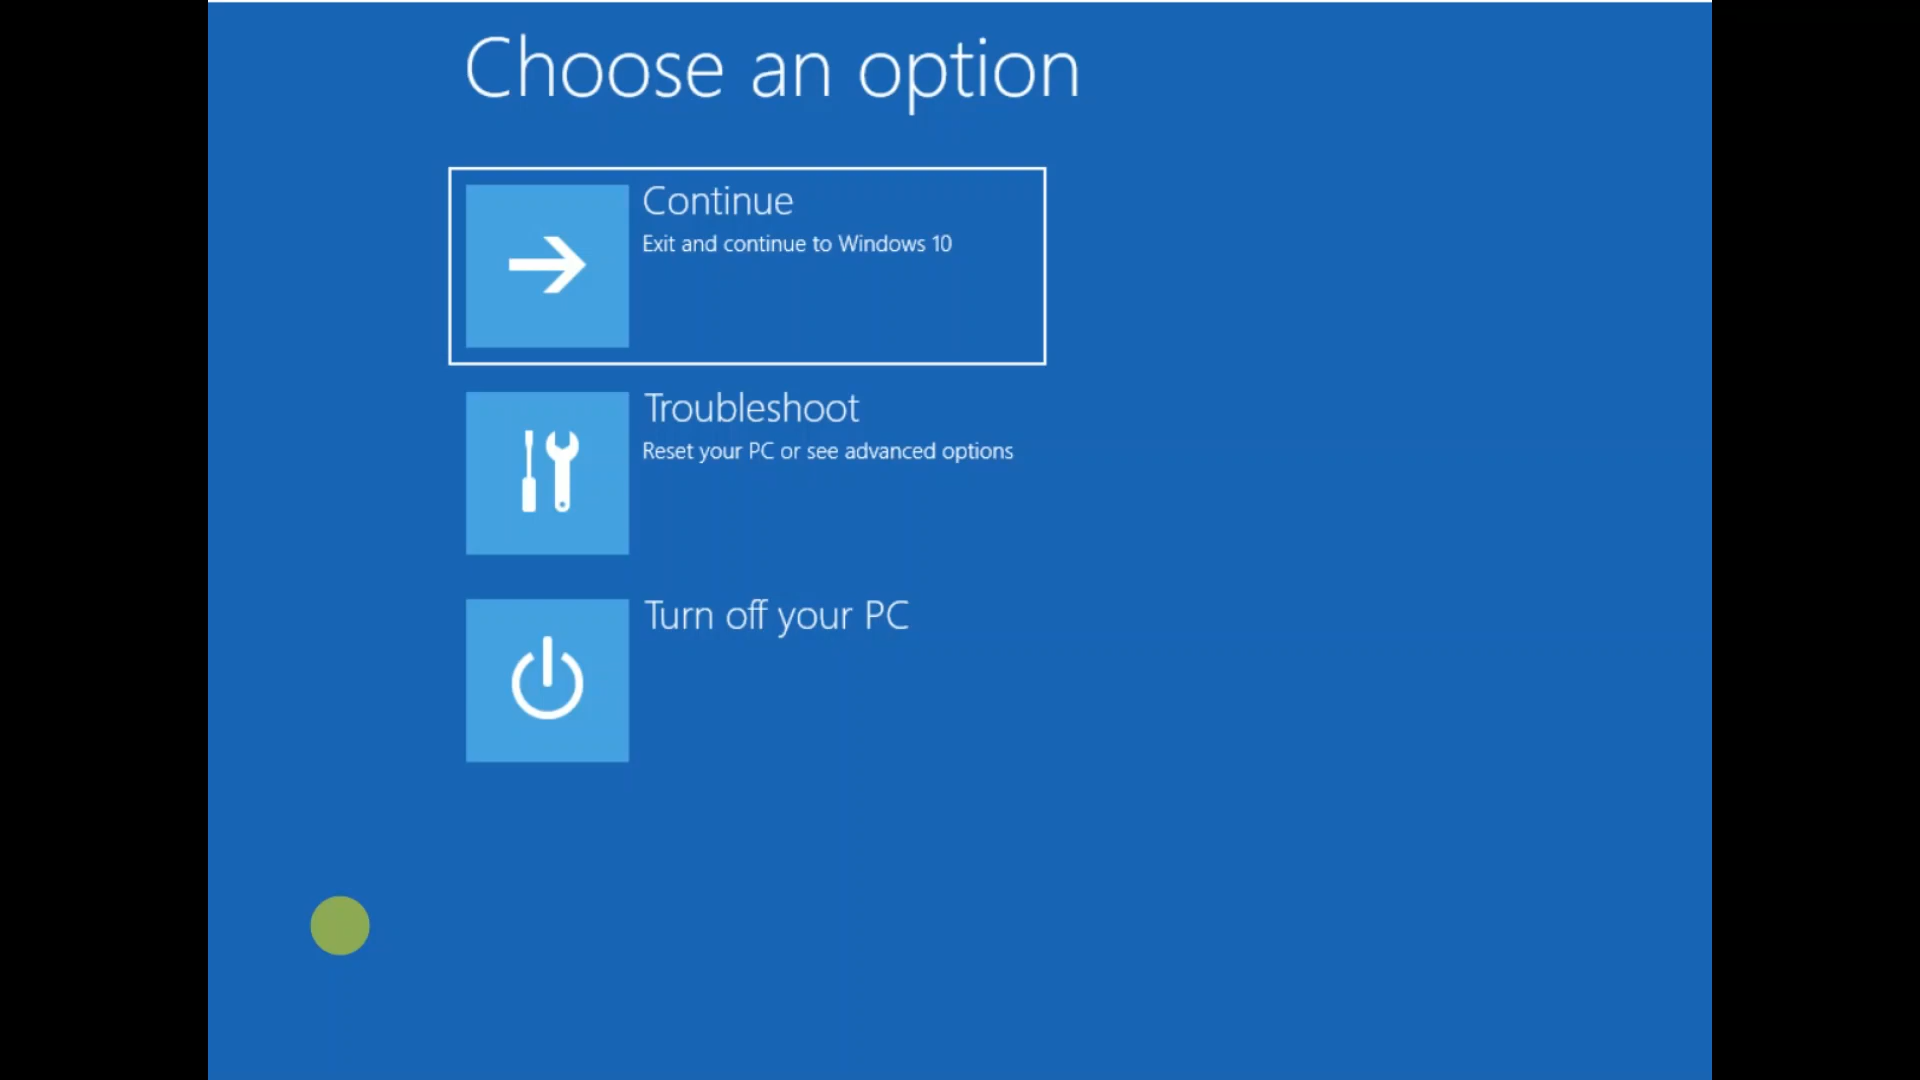 Choose an option
Continue
Exit and continue to Windows 10
Troubleshoot
Reset your PC or see advanced options
Turn off your PC